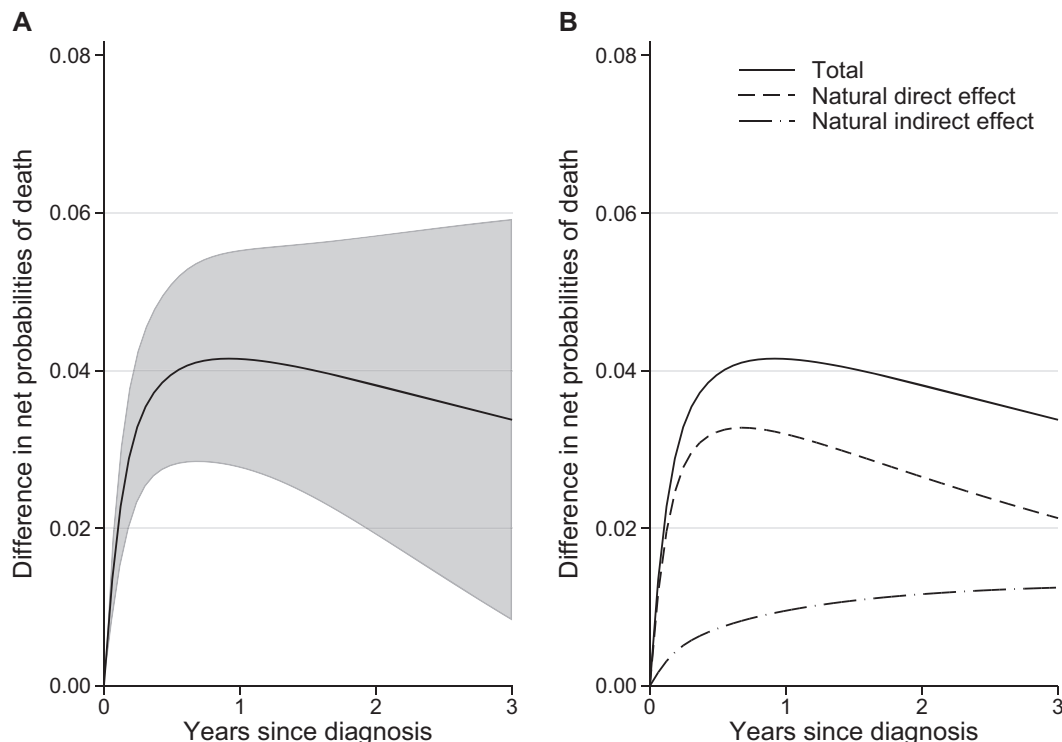 A
Difference in net probabilities of death
0.08
0.06
0.04
0.02
0.00
0
1
2
3
Years since diagnosis
B
Difference in net probabilities of death
0.08
0.06
0.04
0.02
0.00
0
1
2
3
Years since diagnosis
Total
Natural direct effect
Natural indirect effect